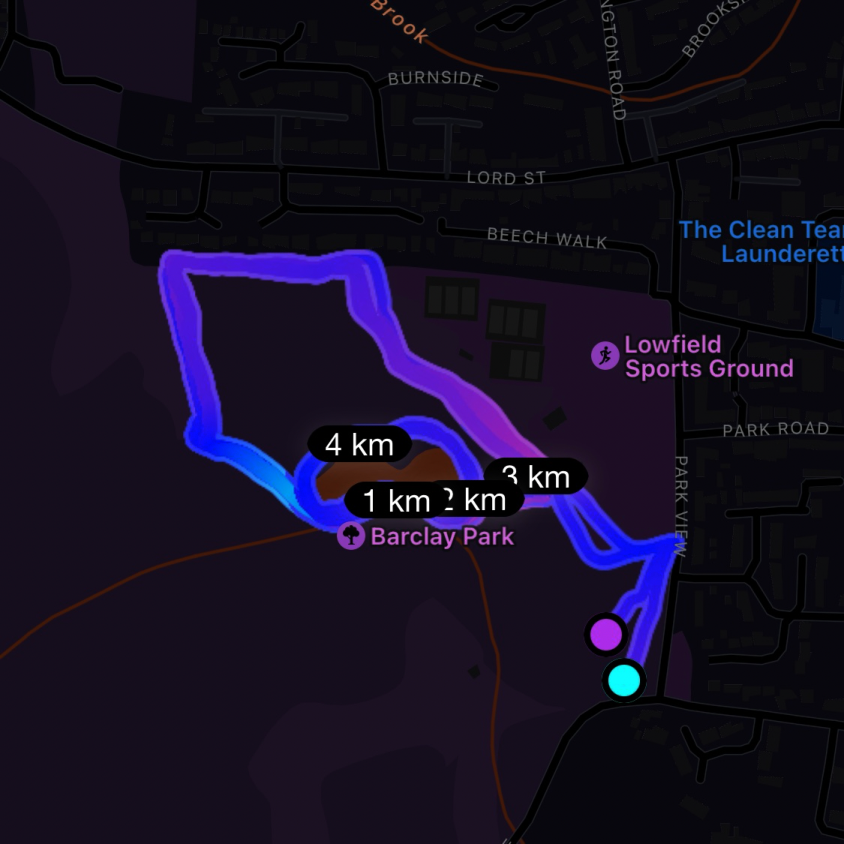 Brook
NGTON ROAD
BROOKSI
BURNSIDE
LORD ST
BEECH WALK
The Clean Tea
Launderett
Lowfield
Sports Ground
PARK ROAD
4 km
3 km
1 km
2 km
PARK VIEW
Barclay Park